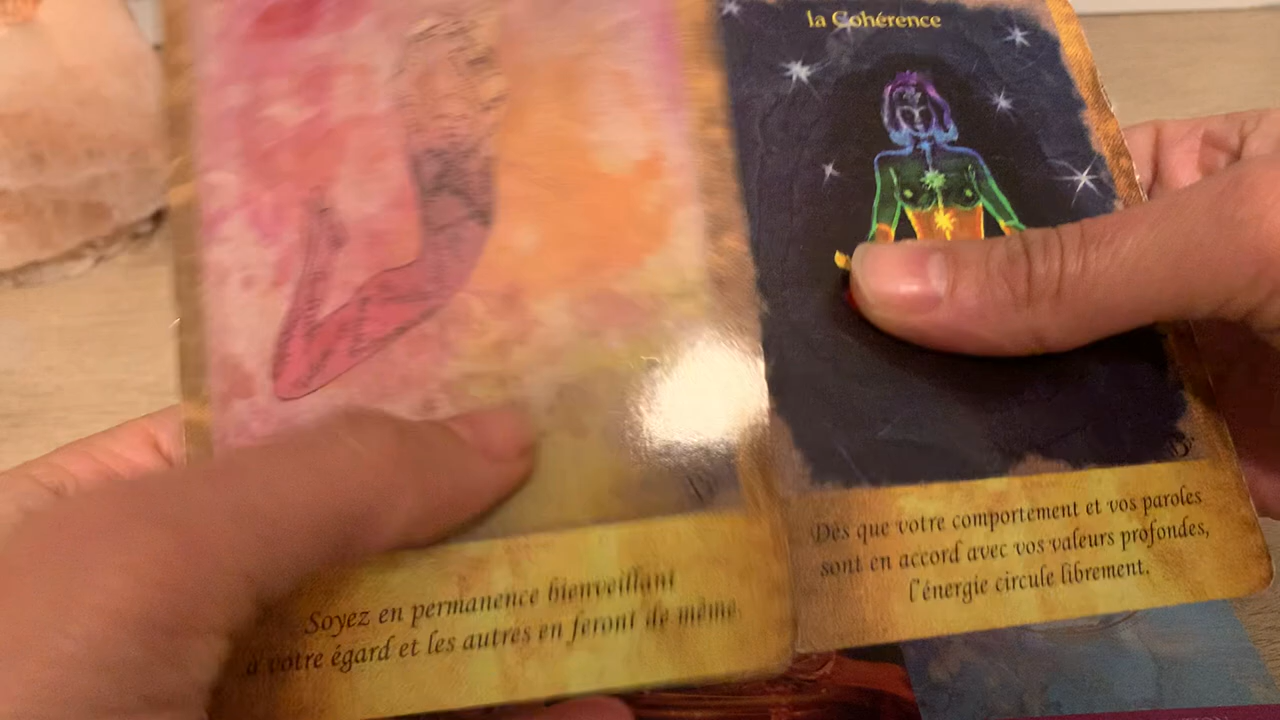 la Cohérence
Soyez en permanence bienveillant
à votre égard et les autres en feront de même.
Dès que votre comportement et vos paroles
sont en accord avec vos valeurs profondes,
l'énergie circule librement.